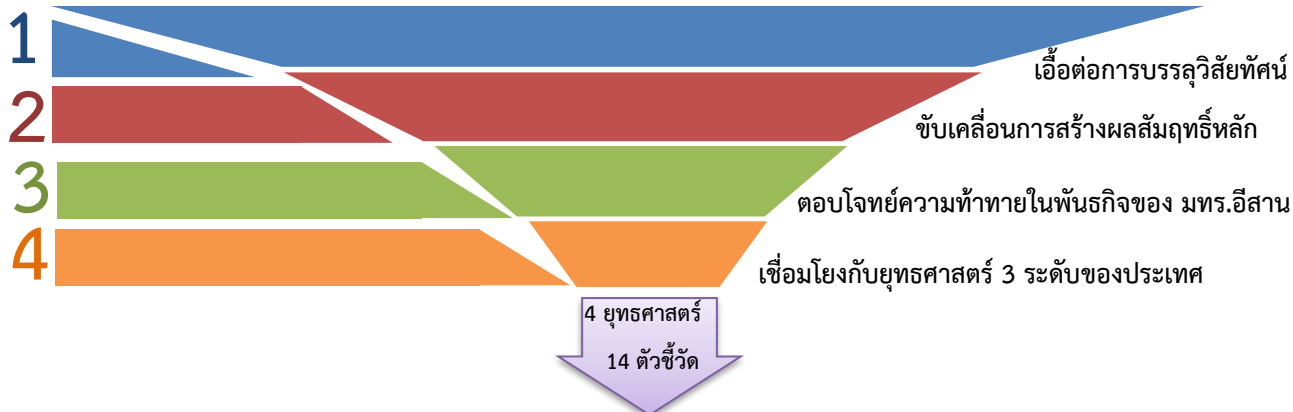 1
เอื้อต่อการบรรลุวิสัยทัศน์
2
ขับเคลื่อนการสร้างผลสัมฤทธิ์หลัก
3
ตอบโจทย์ความท้าทายในพันธกิจของ มทร.อีสาน
4
เชื่อมโยงกับยุทธศาสตร์ 3 ระดับของประเทศ
4 ยุทธศาสตร์
14 ตัวชี้วัด